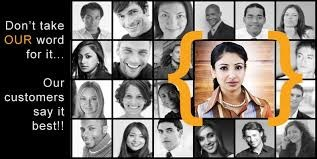 Don't take
OUR word
for it...
Our
customers
say it
best!!